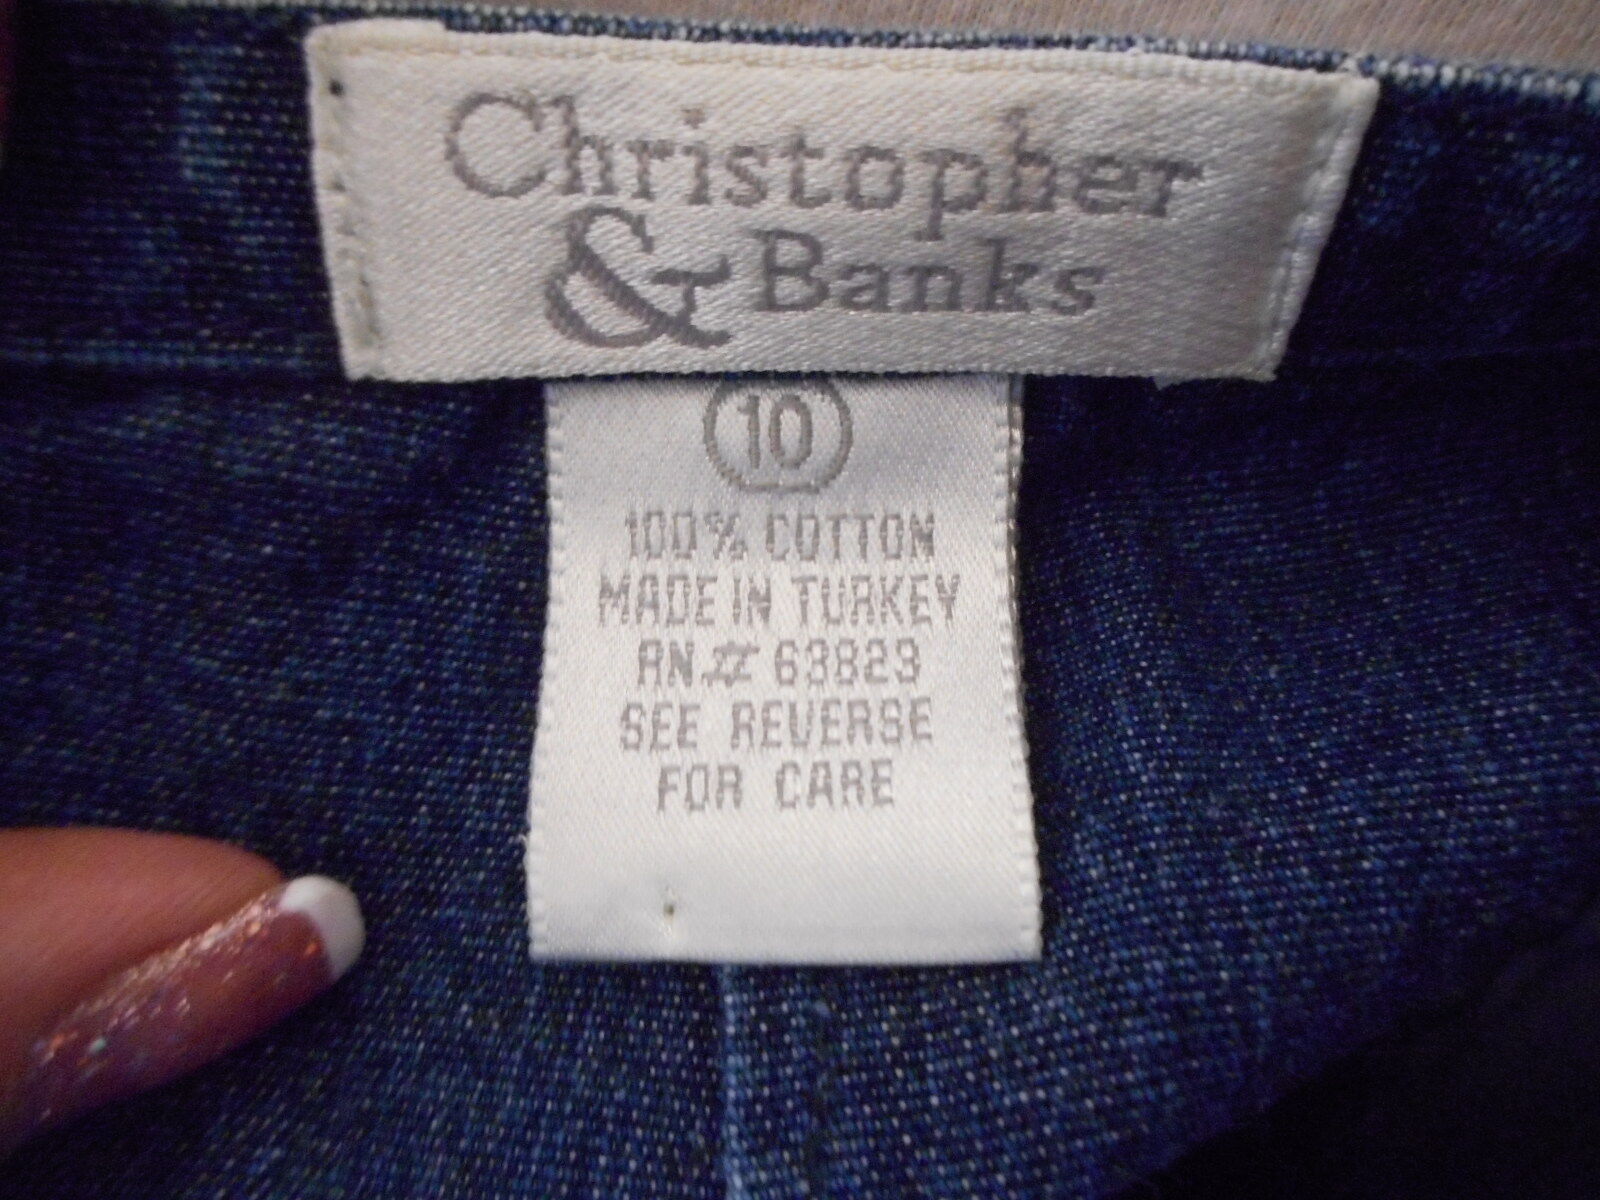 Christopher
& Banks
10
100% COTTON
MADE IN TURKEY
RN# 63823
SEE REVERSE
FOR CARE